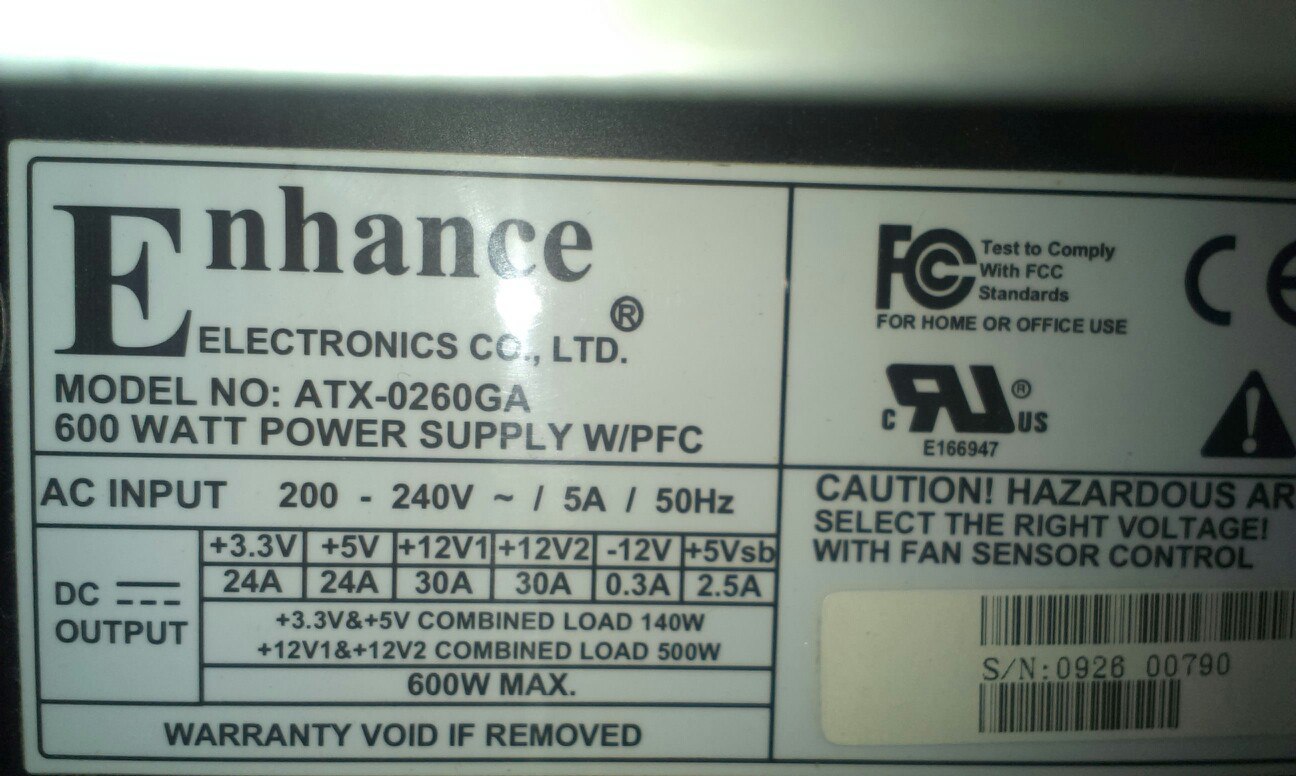 Enhance
ELECTRONICS CO., LTD. ®
MODEL NO: ATX-0260GA
600 WATT POWER SUPPLY W/PFC
AC INPUT 200 - 240V ~ / 5A / 50Hz
DC OUTPUT
+3.3V +5V +12V1 +12V2 -12V +5Vsb
24A 24A 30A 30A 0.3A 2.5A
+3.3V&+5V COMBINED LOAD 140W
+12V1&+12V2 COMBINED LOAD 500W
600W MAX.
WARRANTY VOID IF REMOVED
FC Test to Comply
With FCC
Standards
FOR HOME OR OFFICE USE
CE
c RU ® US
E166947
CAUTION! HAZARDOUS AR
SELECT THE RIGHT VOLTAGE!
WITH FAN SENSOR CONTROL
S/N:0926 00790